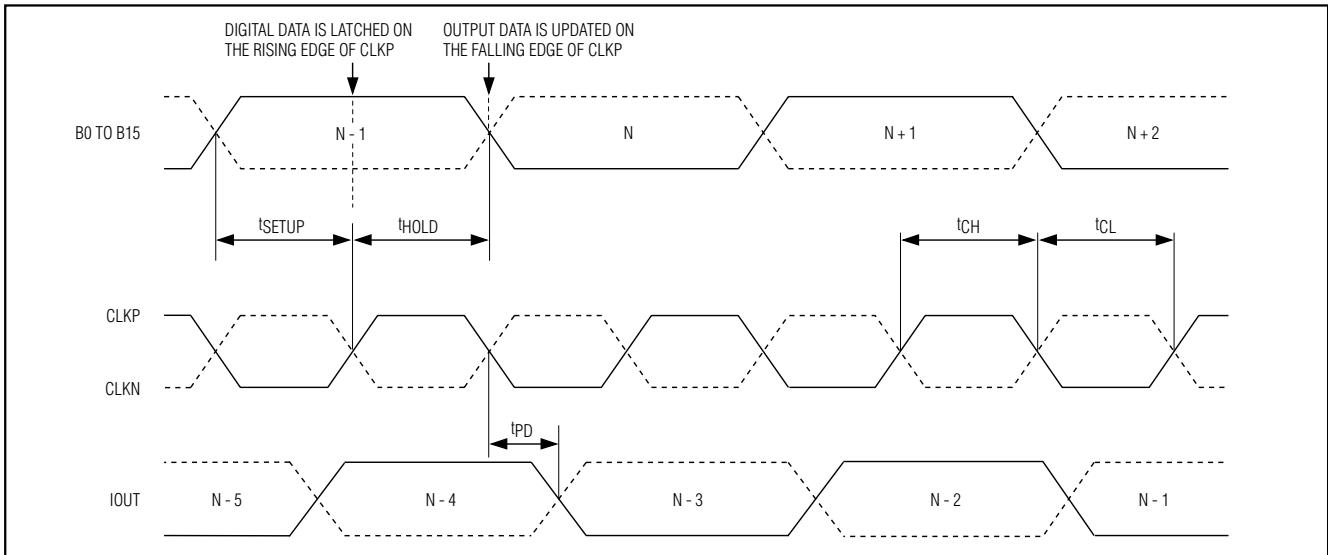 DIGITAL DATA IS LATCHED ON
THE RISING EDGE OF CLKP
OUTPUT DATA IS UPDATED ON
THE FALLING EDGE OF CLKP
B0 TO B15
N - 1
N
N + 1
N + 2
tSETUP
tHOLD
tCH
tCL
CLKP
CLKN
tPD
IOUT
N - 5
N - 4
N - 3
N - 2
N - 1